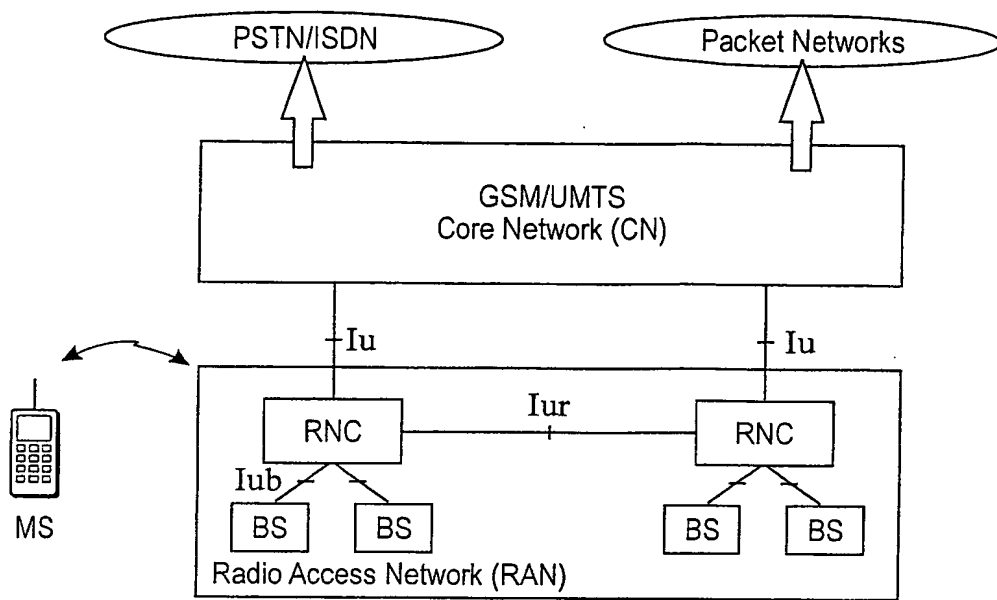 PSTN/ISDN
Packet Networks
GSM/UMTS
Core Network (CN)
Iu
Iu
Iur
RNC
RNC
Iub
BS
BS
BS
BS
MS
Radio Access Network (RAN)